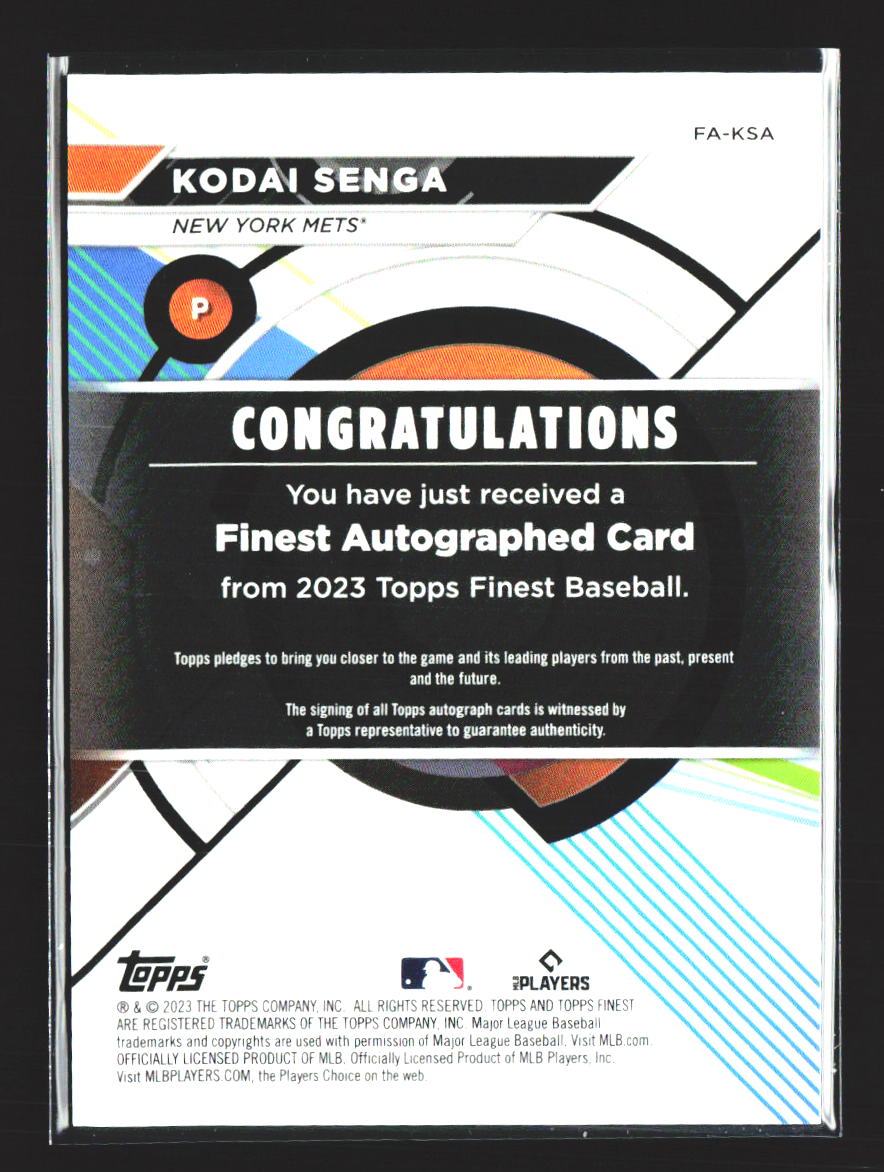 FA-KSA
KODAI SENGA
NEW YORK METS®
P
CONGRATULATIONS
You have just received a
Finest Autographed Card
from 2023 Topps Finest Baseball.
Topps pledges to bring you closer to the game and its leading players from the past, present
and the future.
The signing of all Topps autograph cards is witnessed by
a Topps representative to guarantee authenticity.
topps®
MLB PLAYERS
® & © 2023 THE TOPPS COMPANY, INC. ALL RIGHTS RESERVED. TOPPS AND TOPPS FINEST
ARE REGISTERED TRADEMARKS OF THE TOPPS COMPANY, INC. Major League Baseball
trademarks and copyrights are used with permission of Major League Baseball. Visit MLB.com.
OFFICIALLY LICENSED PRODUCT OF MLB. Officially Licensed Product of MLB Players, Inc.
Visit MLBPLAYERS.COM, the Players Choice on the web.